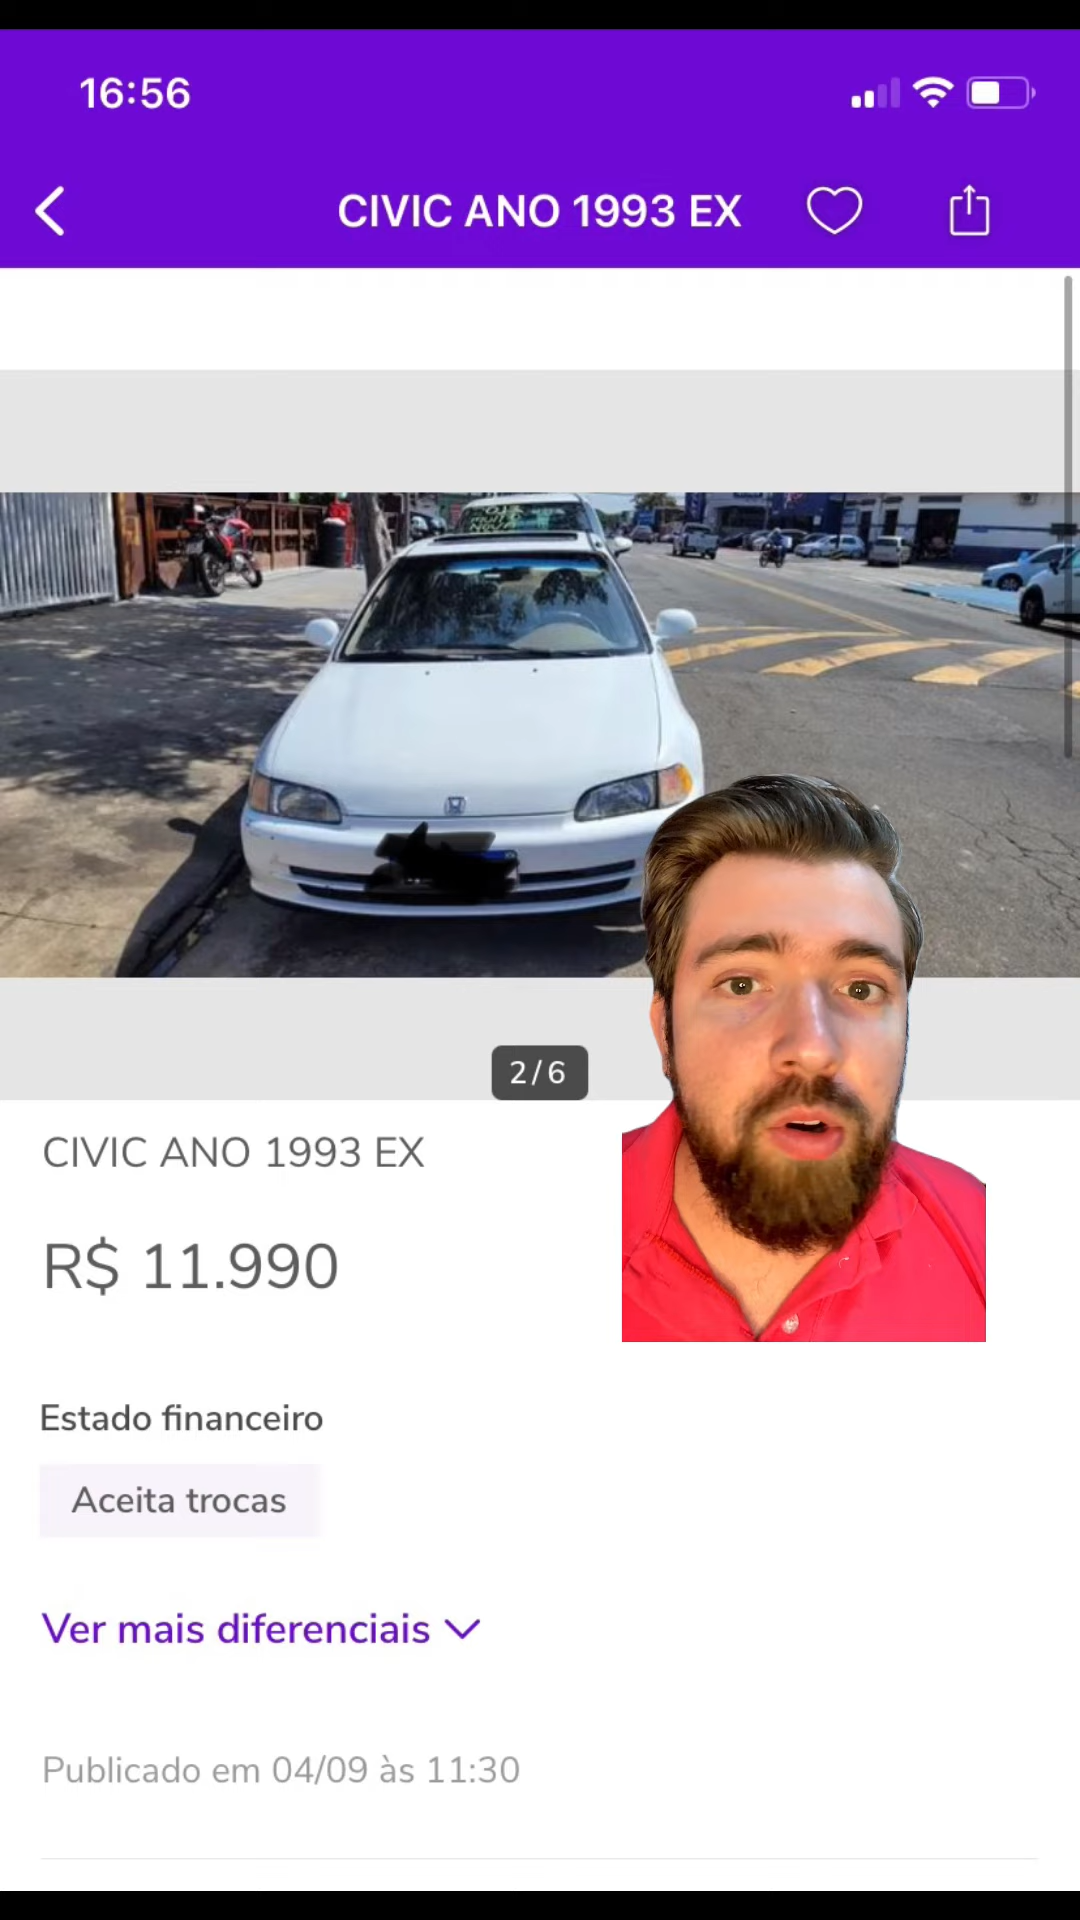 16:56
CIVIC ANO 1993 EX
2/6
CIVIC ANO 1993 EX
R$ 11.990
Estado financeiro
Aceita trocas
Ver mais diferenciais
Publicado em 04/09 às 11:30